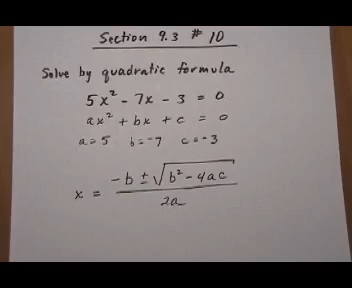 Section 9.3 # 10
Solve by quadratic formula
5x² - 7x - 3 = 0
ax² + bx + c = 0
a=5 b=-7 c=-3
x = (-b ± √(b² - 4ac)) / 2a